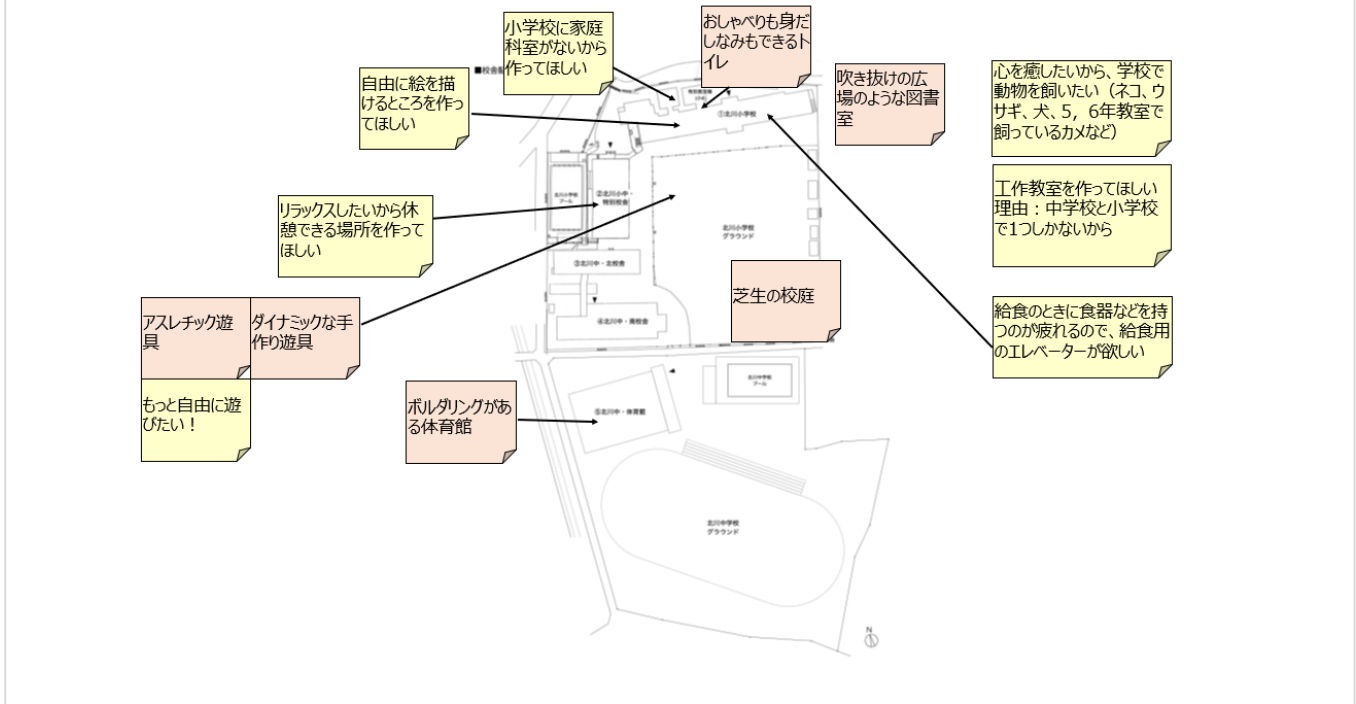 小学校に家庭
科室がないから
作ってほしい
おしゃべりも身だ
しなみもできるト
イレ
自由に絵を描
けるところを作っ
てほしい
吹き抜けの広
場のような図書
室
心を癒したいから、学校で
動物を飼いたい（ネコ、ウ
サギ、犬、5，6年教室で
飼っているカメなど）
■校舎
①北川小学校
工作教室を作ってほしい
理由：中学校と小学校
で1つしかないから
リラックスしたいから休
憩できる場所を作って
ほしい
北川小学校
プール
②北川小中・
特別校舎
北川小学校
グラウンド
③北川中・北校舎
芝生の校庭
アスレチック遊
具
ダイナミックな手
作り遊具
④北川中・南校舎
給食のときに食器などを持
つのが疲れるので、給食用
のエレベーターが欲しい
もっと自由に遊
びたい！
ボルダリングがあ
る体育館
⑤北川中・体育館
北川中学校
プール
北川中学校
グラウンド
N